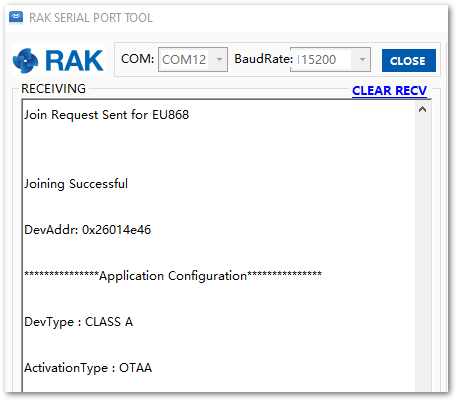 RAK SERIAL PORT TOOL
RAK COM: COM12 BaudRate: 115200 CLOSE
RECEIVING CLEAR RECV
Join Request Sent for EU868
Joining Successful
DevAddr: 0x26014e46
***************Application Configuration***************
DevType : CLASS A
ActivationType : OTAA